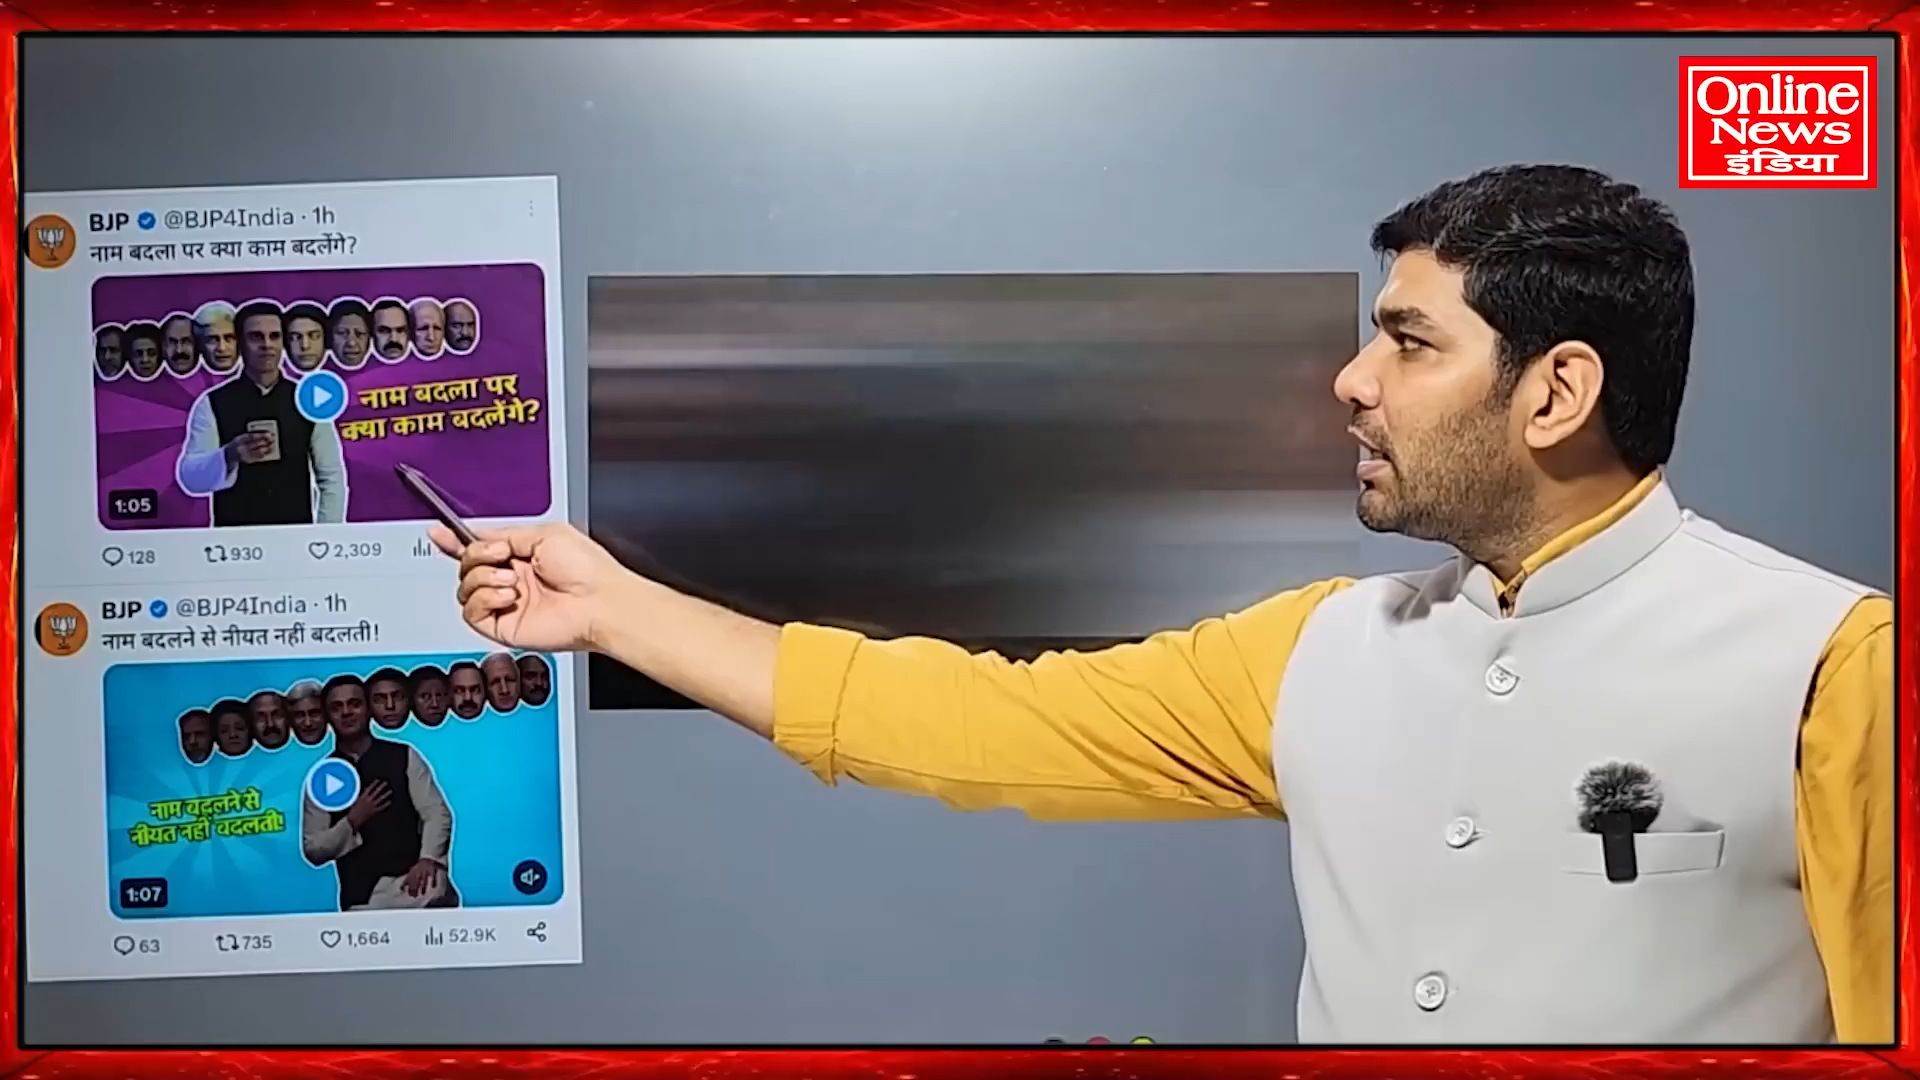 Online
News
इंडिया
BJP @BJP4India · 1h
नाम बदला पर क्या काम बदलेंगे?
नाम बदला पर
क्या काम बदलेंगे?
1:05
128 930 2,309
BJP @BJP4India · 1h
नाम बदलने से नीयत नहीं बदलती!
नाम बदलने से
नीयत नहीं बदलती!
1:07
63 735 1,664 52.9K